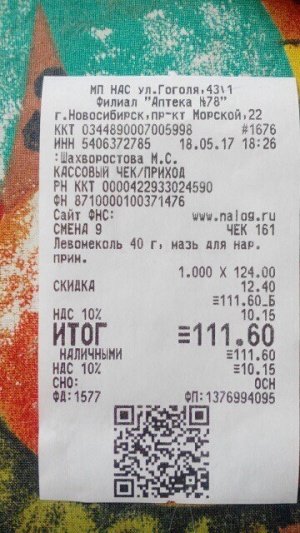 МП НАС ул.Гоголя,43\1
Филиал "Аптека №78"
г.Новосибирск,пр-кт Морской,22
ККТ 0344890007005998 #1676
ИНН 5406372785 18.05.17 18:26
:Шахворостова М.С.
КАССОВЫЙ ЧЕК/ПРИХОД
РН ККТ 0000422933024590
ФН 8710000100371476
Сайт ФНС: www.nalog.ru
СМЕНА 9 ЧЕК 161
Левомеколь 40 г, мазь для нар.
прим.
1.000 X 124.00
СКИДКА 12.40
≡111.60_Б
НДС 10% 10.15
ИТОГ ≡111.60
НАЛИЧНЫМИ ≡111.60
НДС 10% ≡10.15
СНО: ОСН
ФД:1577 ФП:1376994095